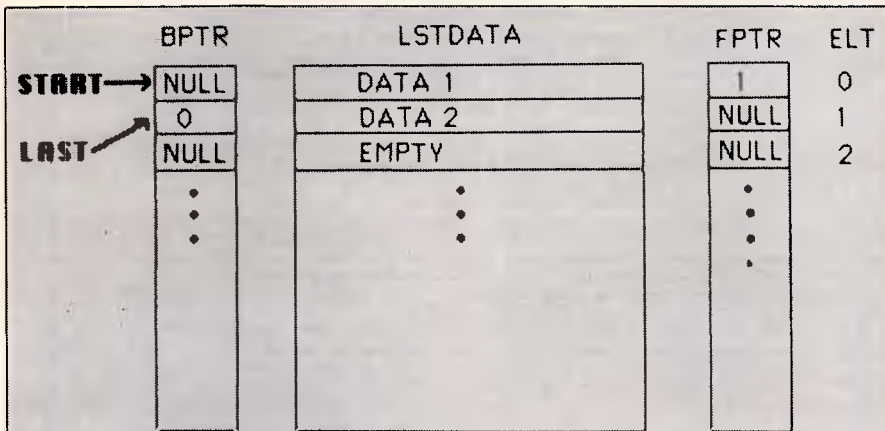 BPTR LSTDATA FPTR ELT
START NULL DATA 1 1 0
0 DATA 2 NULL 1
LAST NULL EMPTY NULL 2